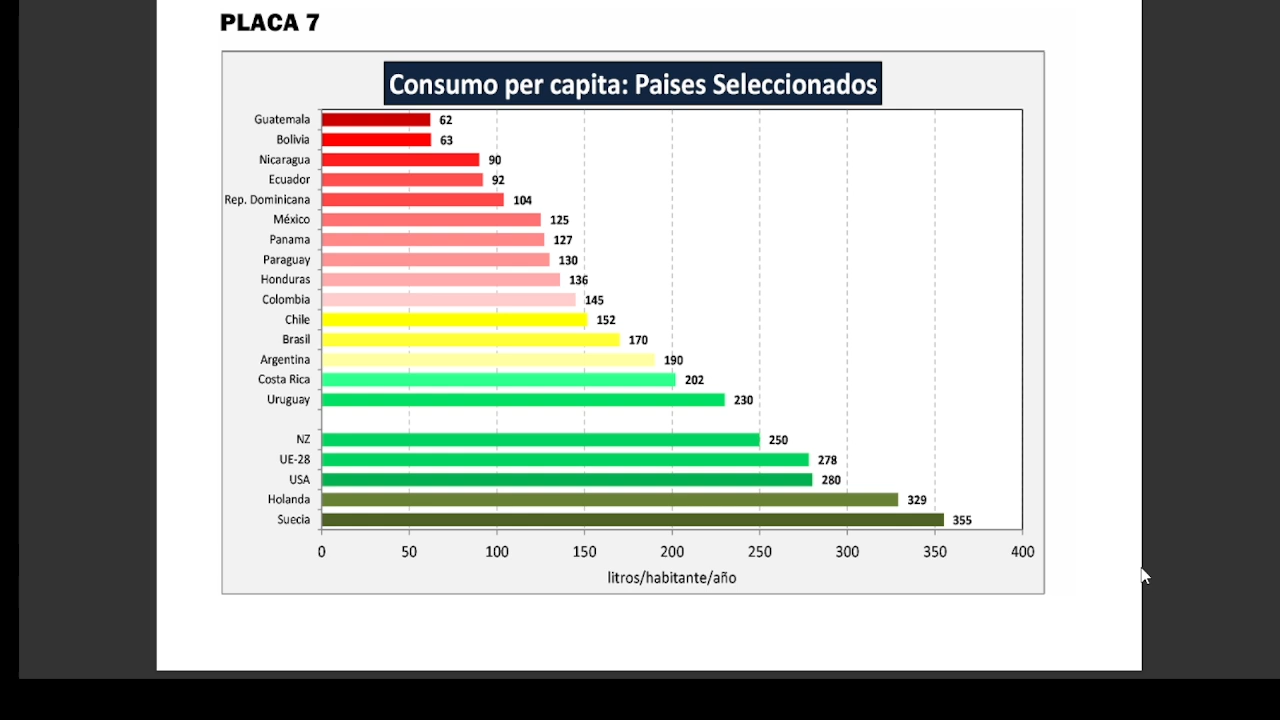 PLACA 7
Consumo per capita: Paises Seleccionados
Guatemala 62
Bolivia 63
Nicaragua 90
Ecuador 92
Rep. Dominicana 104
México 125
Panama 127
Paraguay 130
Honduras 136
Colombia 145
Chile 152
Brasil 170
Argentina 190
Costa Rica 202
Uruguay 230
NZ 250
UE-28 278
USA 280
Holanda 329
Suecia 355
0 50 100 150 200 250 300 350 400
litros/habitante/año